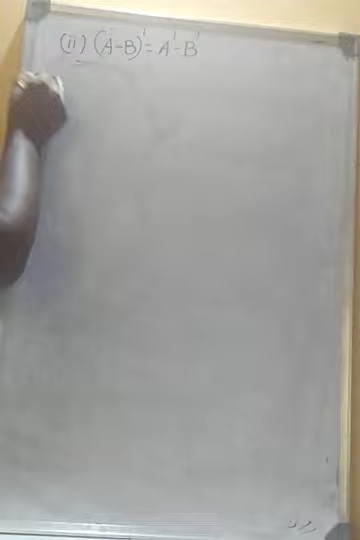 (ii) (A-B)' = A' - B'